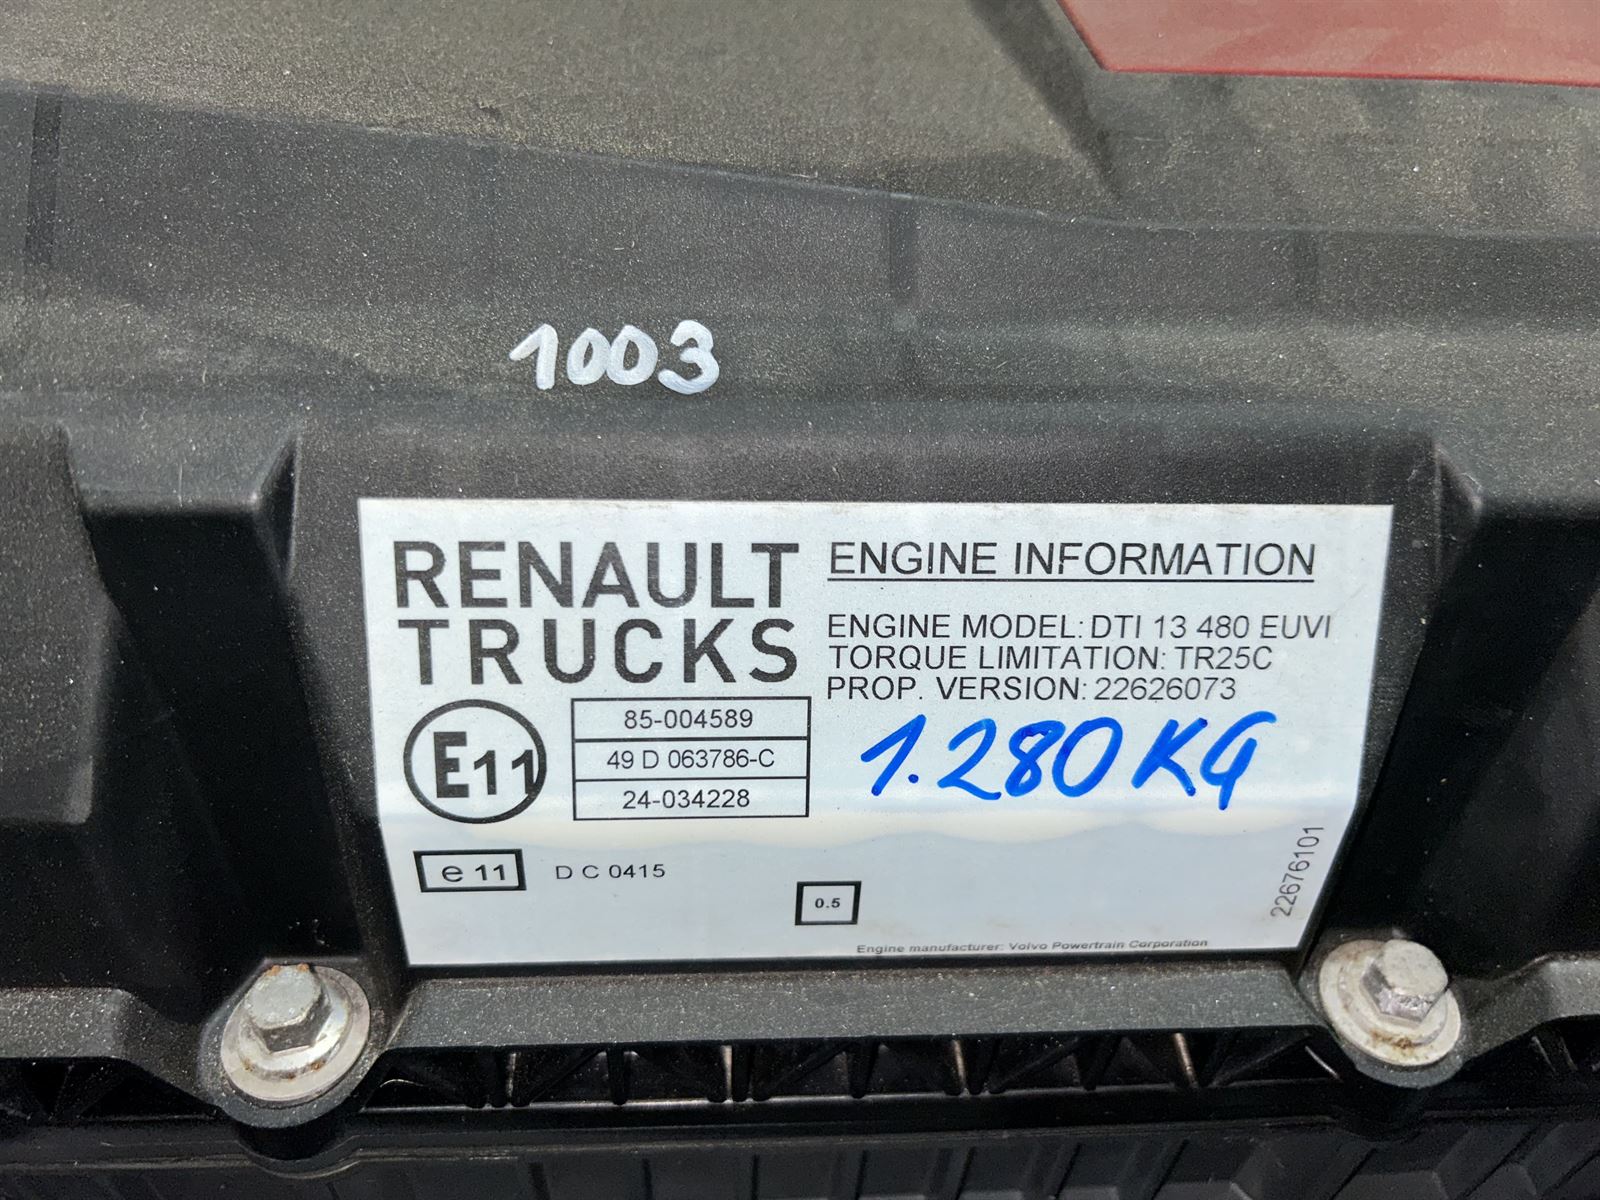 1003
RENAULT
TRUCKS
ENGINE INFORMATION
ENGINE MODEL: DTI 13 480 EUVI
TORQUE LIMITATION: TR25C
PROP. VERSION: 22626073
1.280 KG
E11
85-004589
49 D 063786-C
24-034228
e 11
D C 0415
0.5
22676101
Engine manufacturer: Volvo Powertrain Corporation